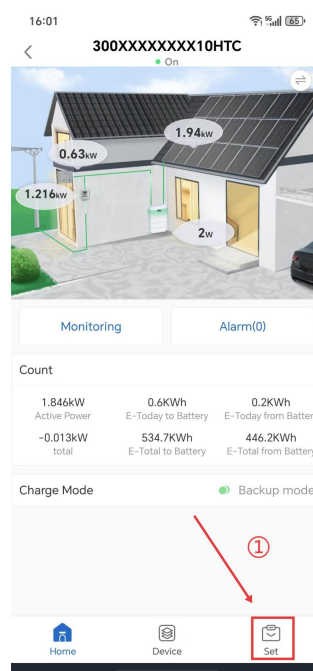 16:01
5G
65
300XXXXXXXX10HTC
On
1.94kw
0.63kw
1.216kw
2w
Monitoring
Alarm(0)
Count
1.846kW
0.6KWh
0.2KWh
Active Power
E-Today to Battery
E-Today from Batter
-0.013kW
534.7KWh
446.2KWh
total
E-Total to Battery
E-Total from Battery
Charge Mode
Backup mode
①
Home
Device
Set